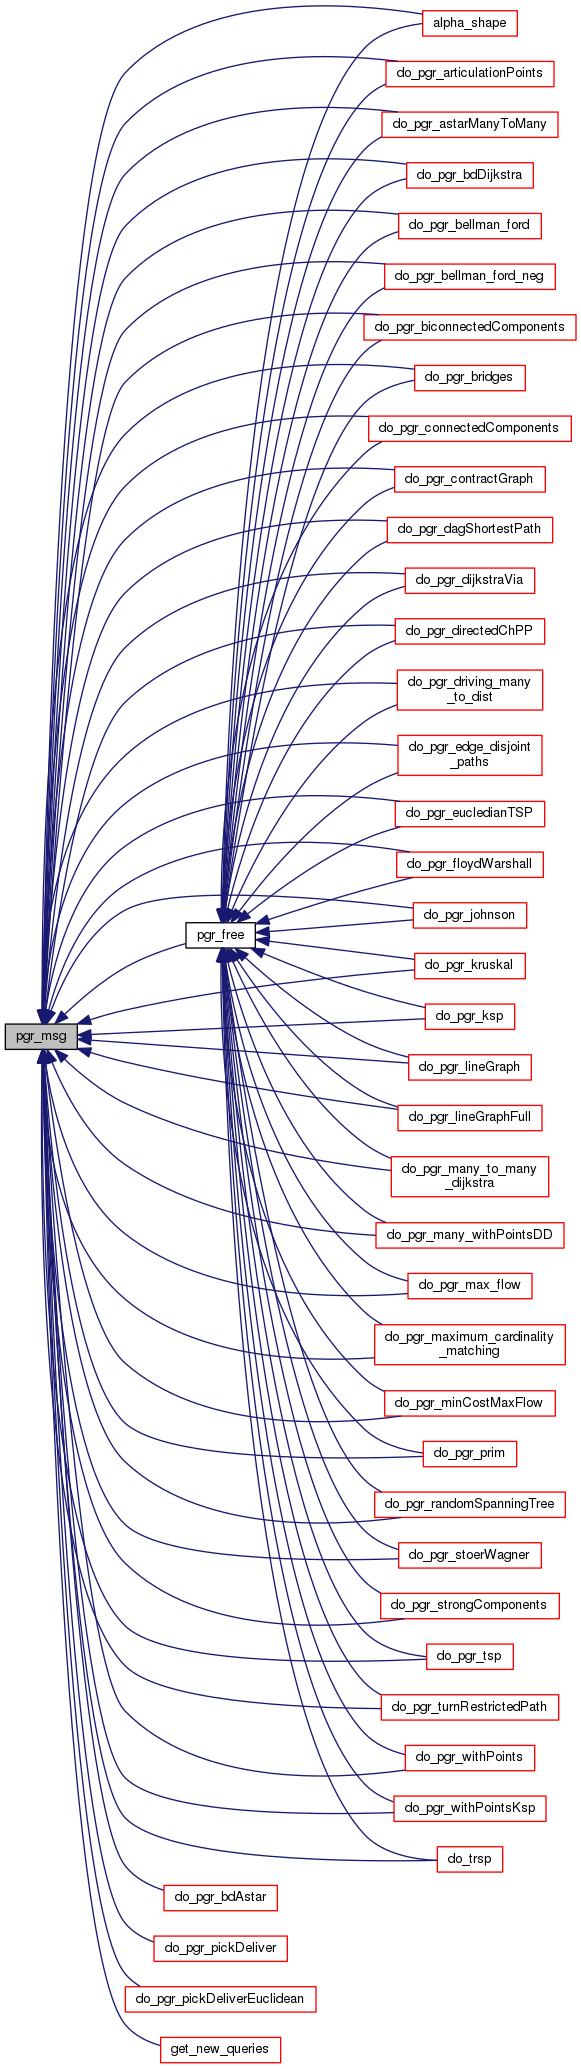 alpha_shape
do_pgr_articulationPoints
do_pgr_astarManyToMany
do_pgr_bdDijkstra
do_pgr_bellman_ford
do_pgr_bellman_ford_neg
do_pgr_biconnectedComponents
do_pgr_bridges
do_pgr_connectedComponents
do_pgr_contractGraph
do_pgr_dagShortestPath
do_pgr_dijkstraVia
do_pgr_directedChPP
do_pgr_driving_many
_to_dist
do_pgr_edge_disjoint
_paths
do_pgr_eucledianTSP
do_pgr_floydWarshall
do_pgr_johnson
pgr_free
do_pgr_kruskal
do_pgr_ksp
pgr_msg
do_pgr_lineGraph
do_pgr_lineGraphFull
do_pgr_many_to_many
_dijkstra
do_pgr_many_withPointsDD
do_pgr_max_flow
do_pgr_maximum_cardinality
_matching
do_pgr_minCostMaxFlow
do_pgr_prim
do_pgr_randomSpanningTree
do_pgr_stoerWagner
do_pgr_strongComponents
do_pgr_tsp
do_pgr_turnRestrictedPath
do_pgr_withPoints
do_pgr_withPointsKsp
do_trsp
do_pgr_bdAstar
do_pgr_pickDeliver
do_pgr_pickDeliverEuclidean
get_new_queries